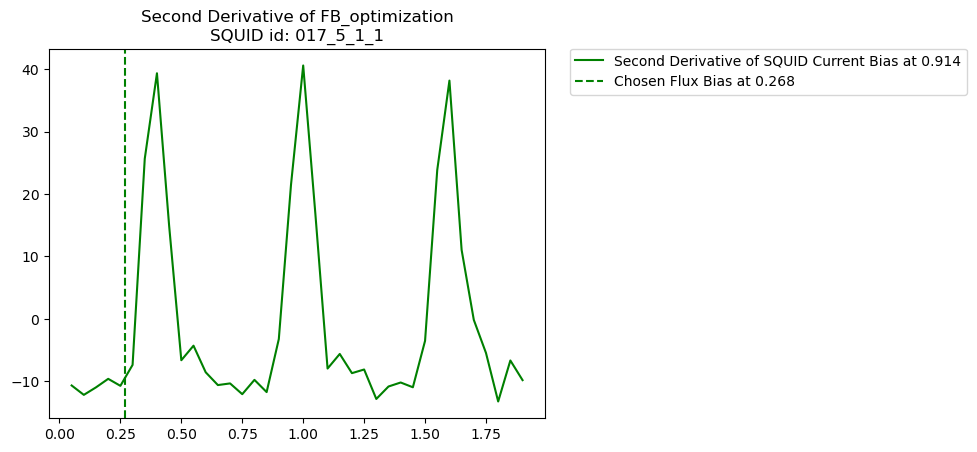 Second Derivative of FB_optimization
SQUID id: 017_5_1_1
Second Derivative of SQUID Current Bias at 0.914
Chosen Flux Bias at 0.268
40
30
20
10
0
−10
0.00 0.25 0.50 0.75 1.00 1.25 1.50 1.75